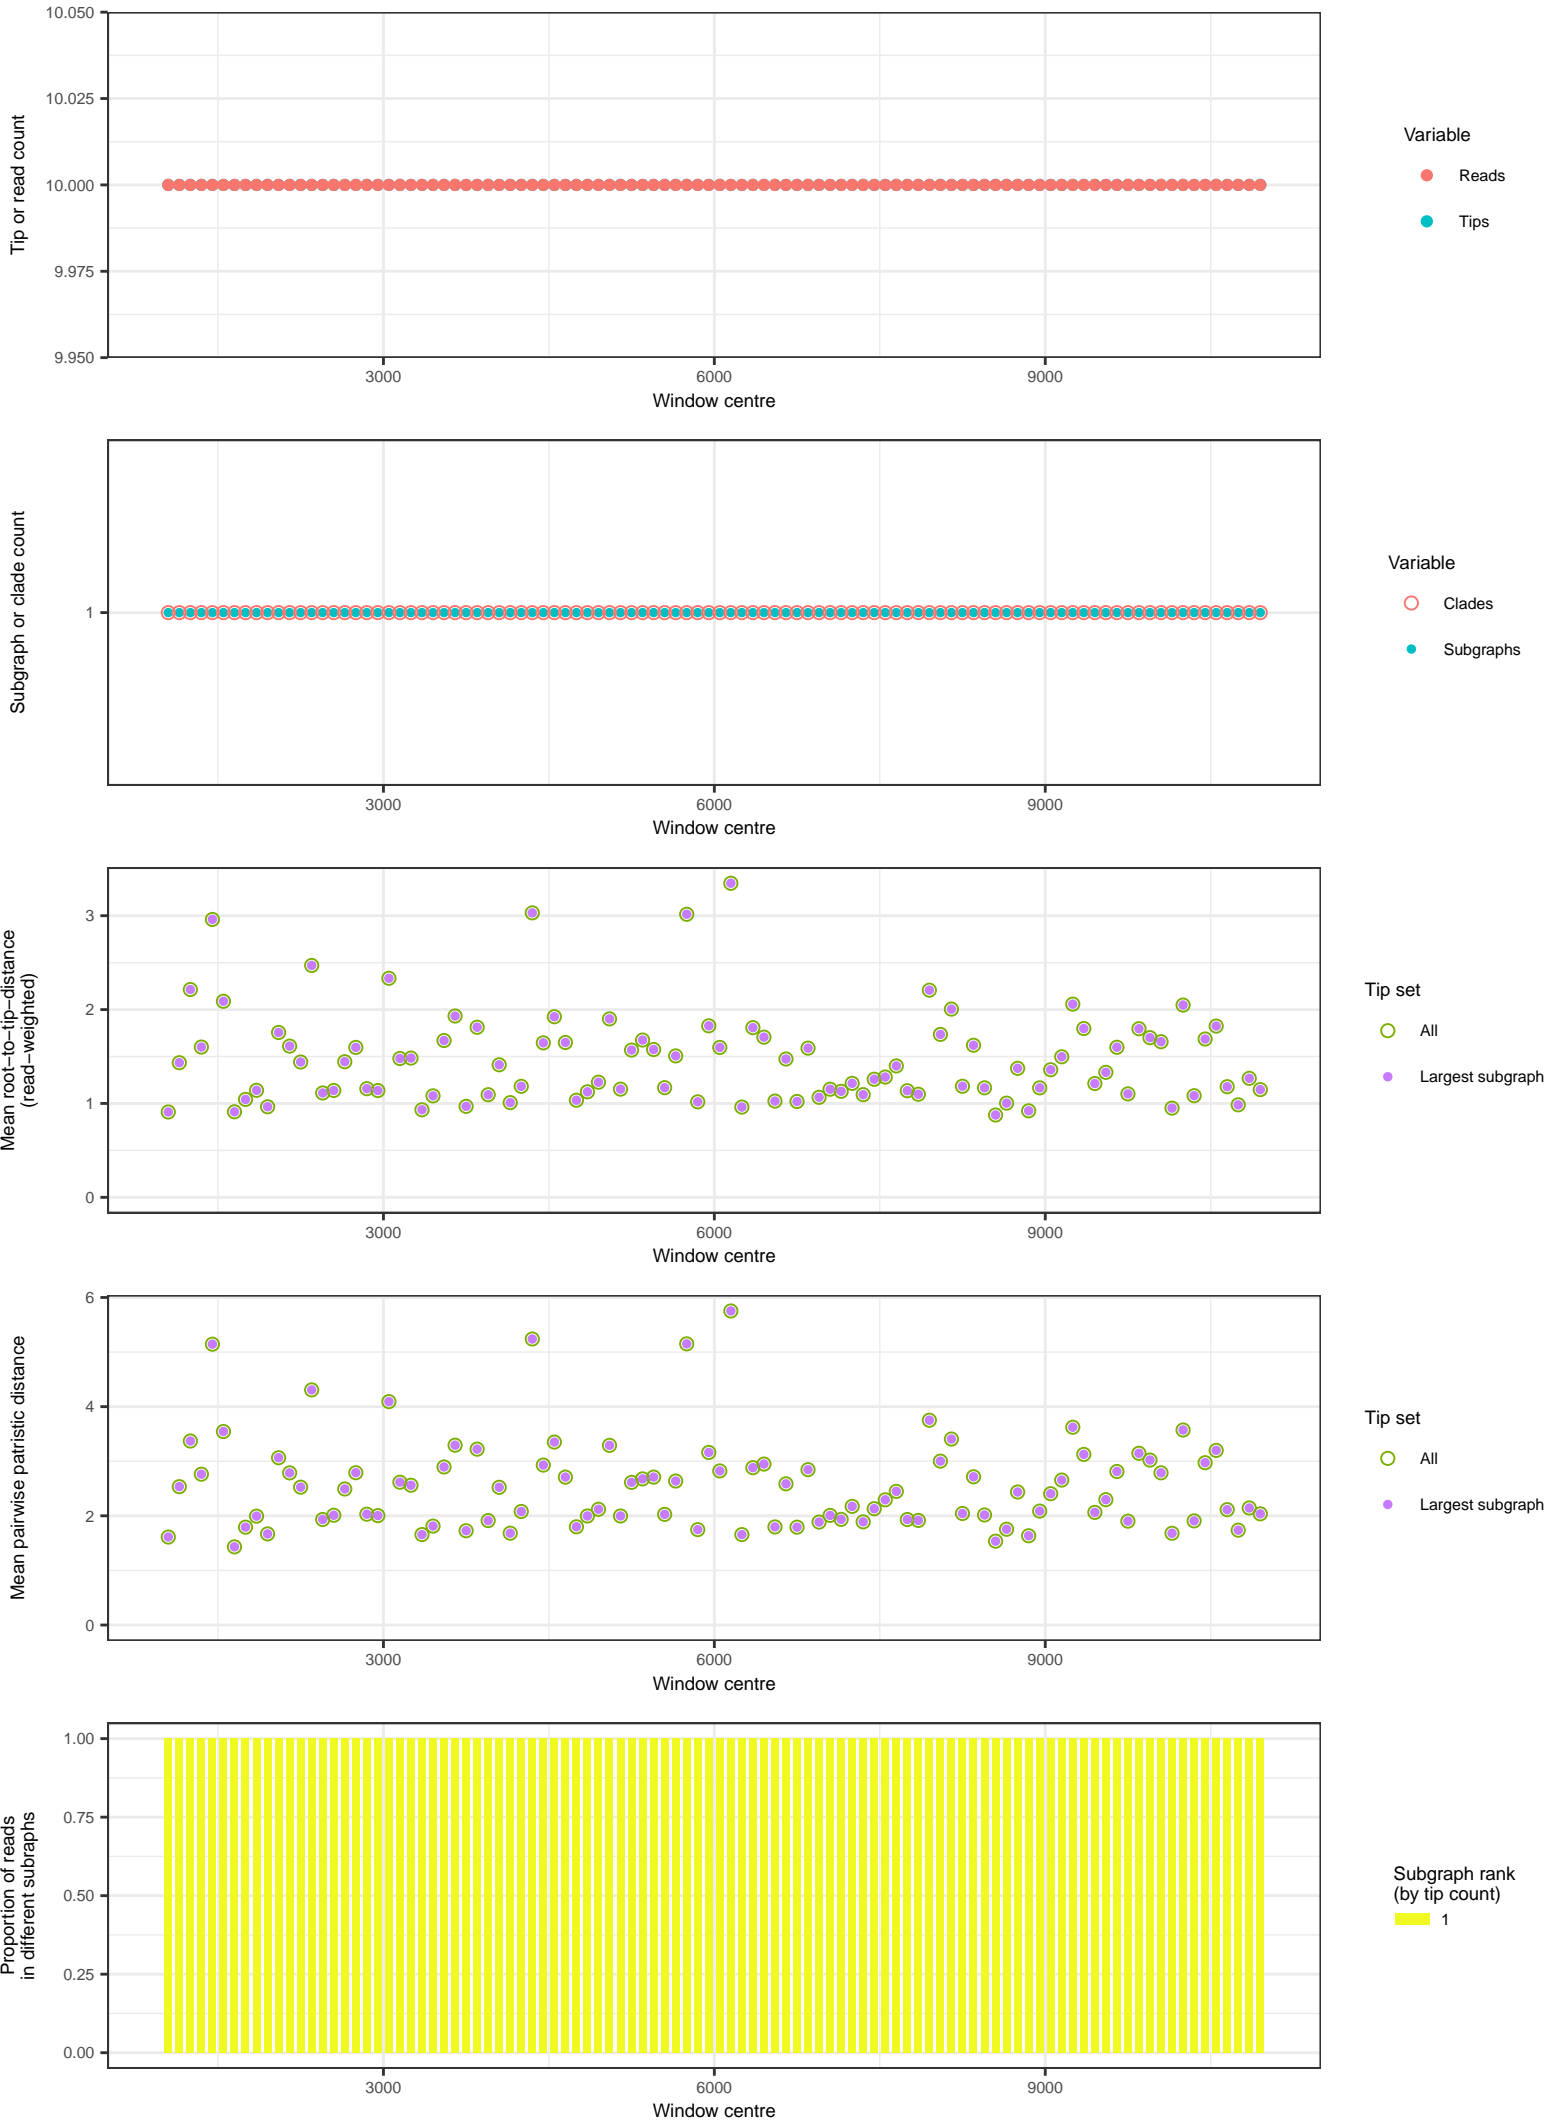 10.050
10.025
10.000
9.975
9.950
Tip or read count
3000 6000 9000
Window centre
Variable
Reads
Tips
1
Subgraph or clade count
3000 6000 9000
Window centre
Variable
Clades
Subgraphs
3
2
1
0
Mean root−to−tip−distance
(read−weighted)
3000 6000 9000
Window centre
Tip set
All
Largest subgraph
6
4
2
0
Mean pairwise patristic distance
3000 6000 9000
Window centre
Tip set
All
Largest subgraph
1.00
0.75
0.50
0.25
0.00
Proportion of reads
in different subraphs
3000 6000 9000
Window centre
Subgraph rank
(by tip count)
1